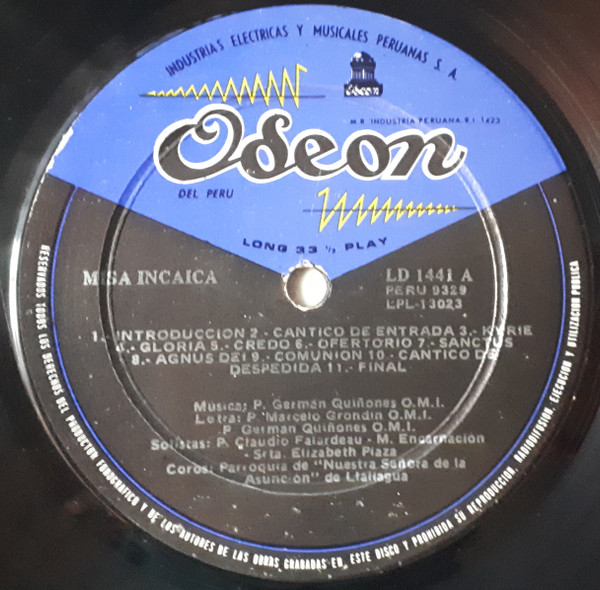 INDUSTRIAS ELECTRICAS Y MUSICALES PERUANAS S. A.
Odeon
M.R. INDUSTRIA PERUANA R.I. 1623
Odeon
DEL PERU
LONG 33 ⅓ PLAY
MISA INCAICA
LD 1441 A
PERU 9329
LPL-13023
1.- INTRODUCCION 2 - CANTICO DE ENTRADA 3.- KYRIE
4.- GLORIA 5.- CREDO 6.- OFERTORIO 7.- SANCTUS
8.- AGNUS DEI 9.- COMUNION 10 - CANTICO DE
DESPEDIDA 11.- FINAL
Música: P. Germán Quiñones O.M.I.
Letra: P. Marcelo Grondin O.M.I.
P. Germán Quiñones O.M.I.
Solistas: P. Claudio Falardeau - M. Encarnación
- Srta. Elizabeth Plaza
Coros: Parroquia de "Nuestra Señora de la
Asunción" de Llallagua
RESERVADOS TODOS LOS DERECHOS DEL PRODUCTOR FONOGRAFICO Y DE LOS AUTORES DE LAS OBRAS GRABADAS EN ESTE DISCO Y PROHIBIDA SU REPRODUCCION, RADIODIFUSION, EJECUCION Y UTILIZACION PUBLICA